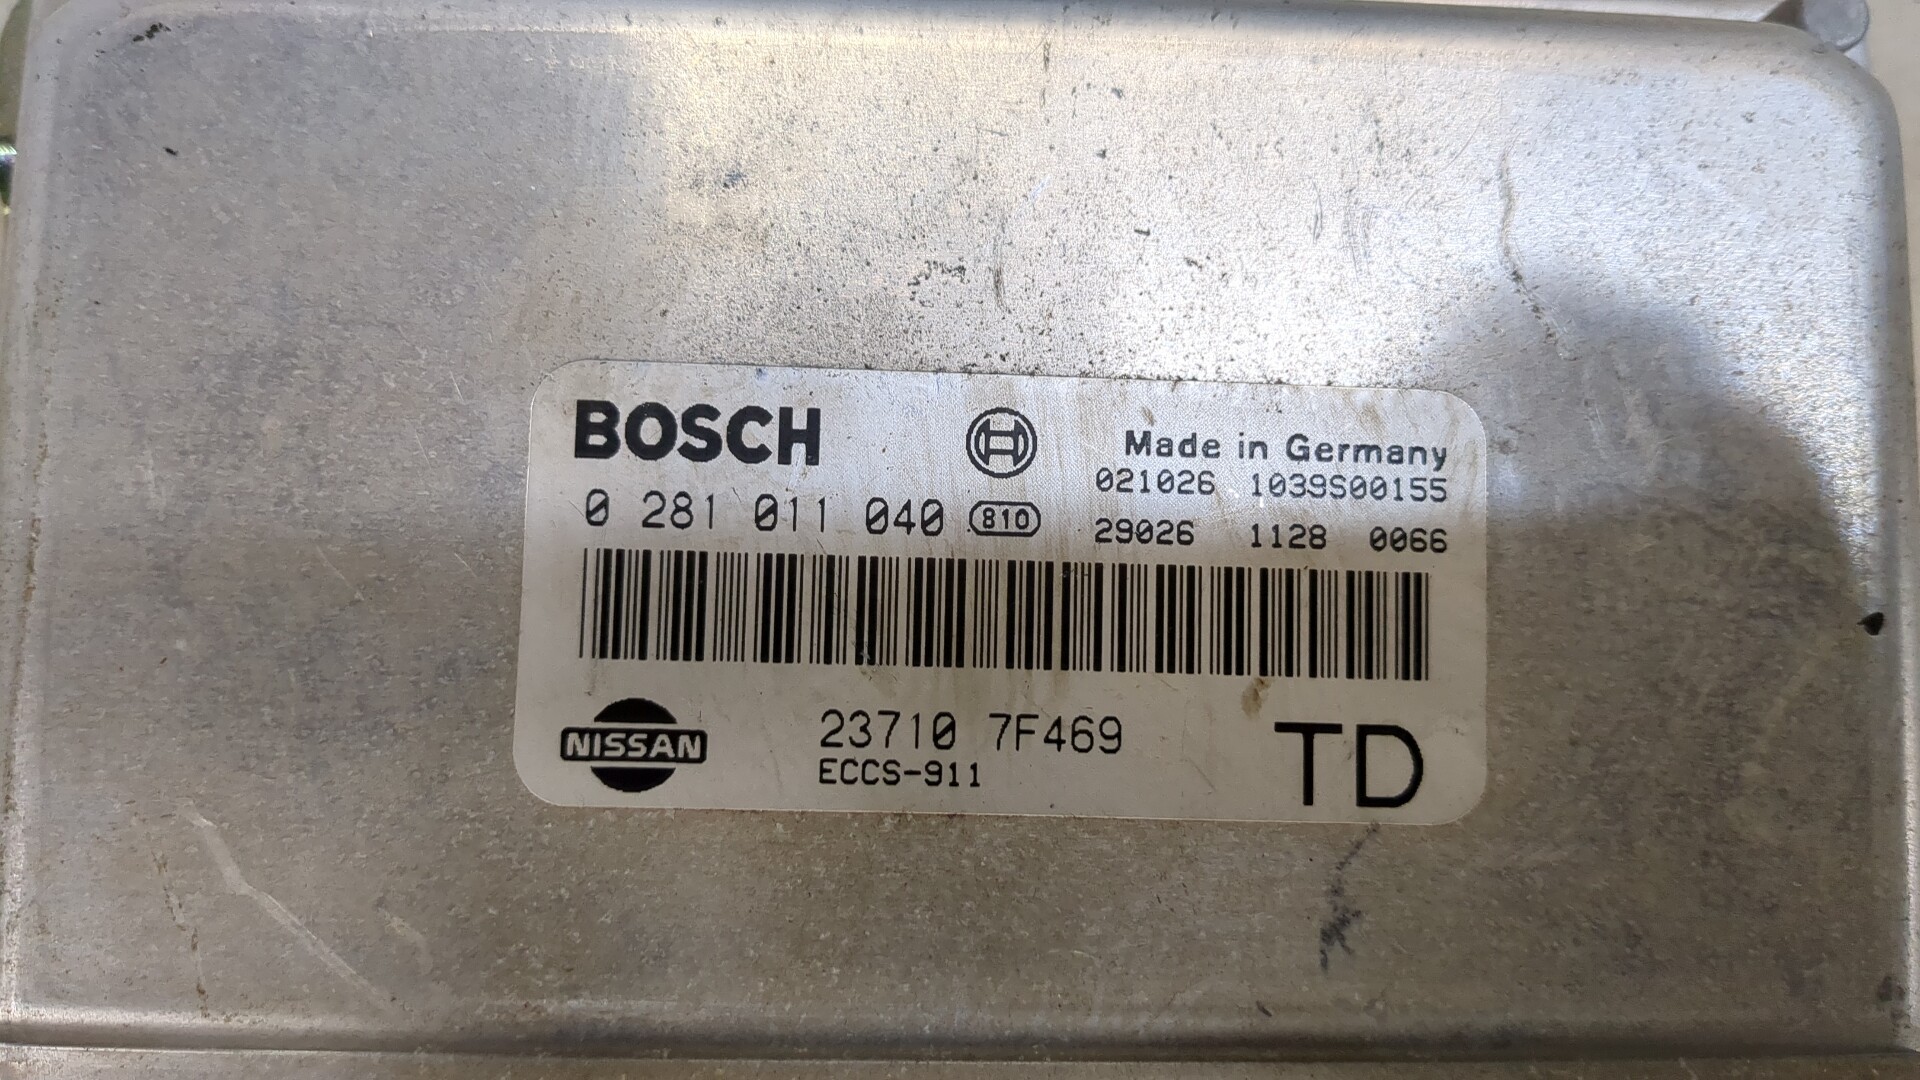 BOSCH
Made in Germany
021026 1039S00155
0 281 011 040 810
29026 1128 0066
NISSAN
23710 7F469
ECCS-911
TD